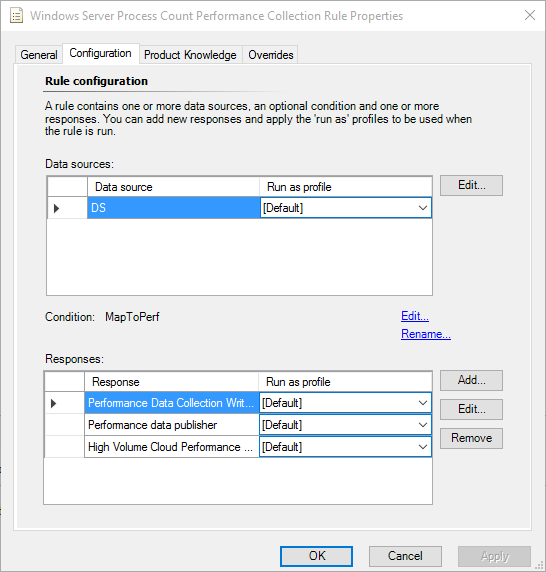 Windows Server Process Count Performance Collection Rule Properties
General Configuration Product Knowledge Overrides
Rule configuration
A rule contains one or more data sources, an optional condition and one or more
responses. You can add new responses and apply the 'run as' profiles to be used when
the rule is run.
Data sources:
Data source Run as profile Edit...
DS [Default]
Condition: MapToPerf Edit...
Rename...
Responses:
Response Run as profile Add...
Performance Data Collection Writ... [Default]
Edit...
Performance data publisher [Default]
High Volume Cloud Performance ... [Default]
Remove
OK Cancel Apply